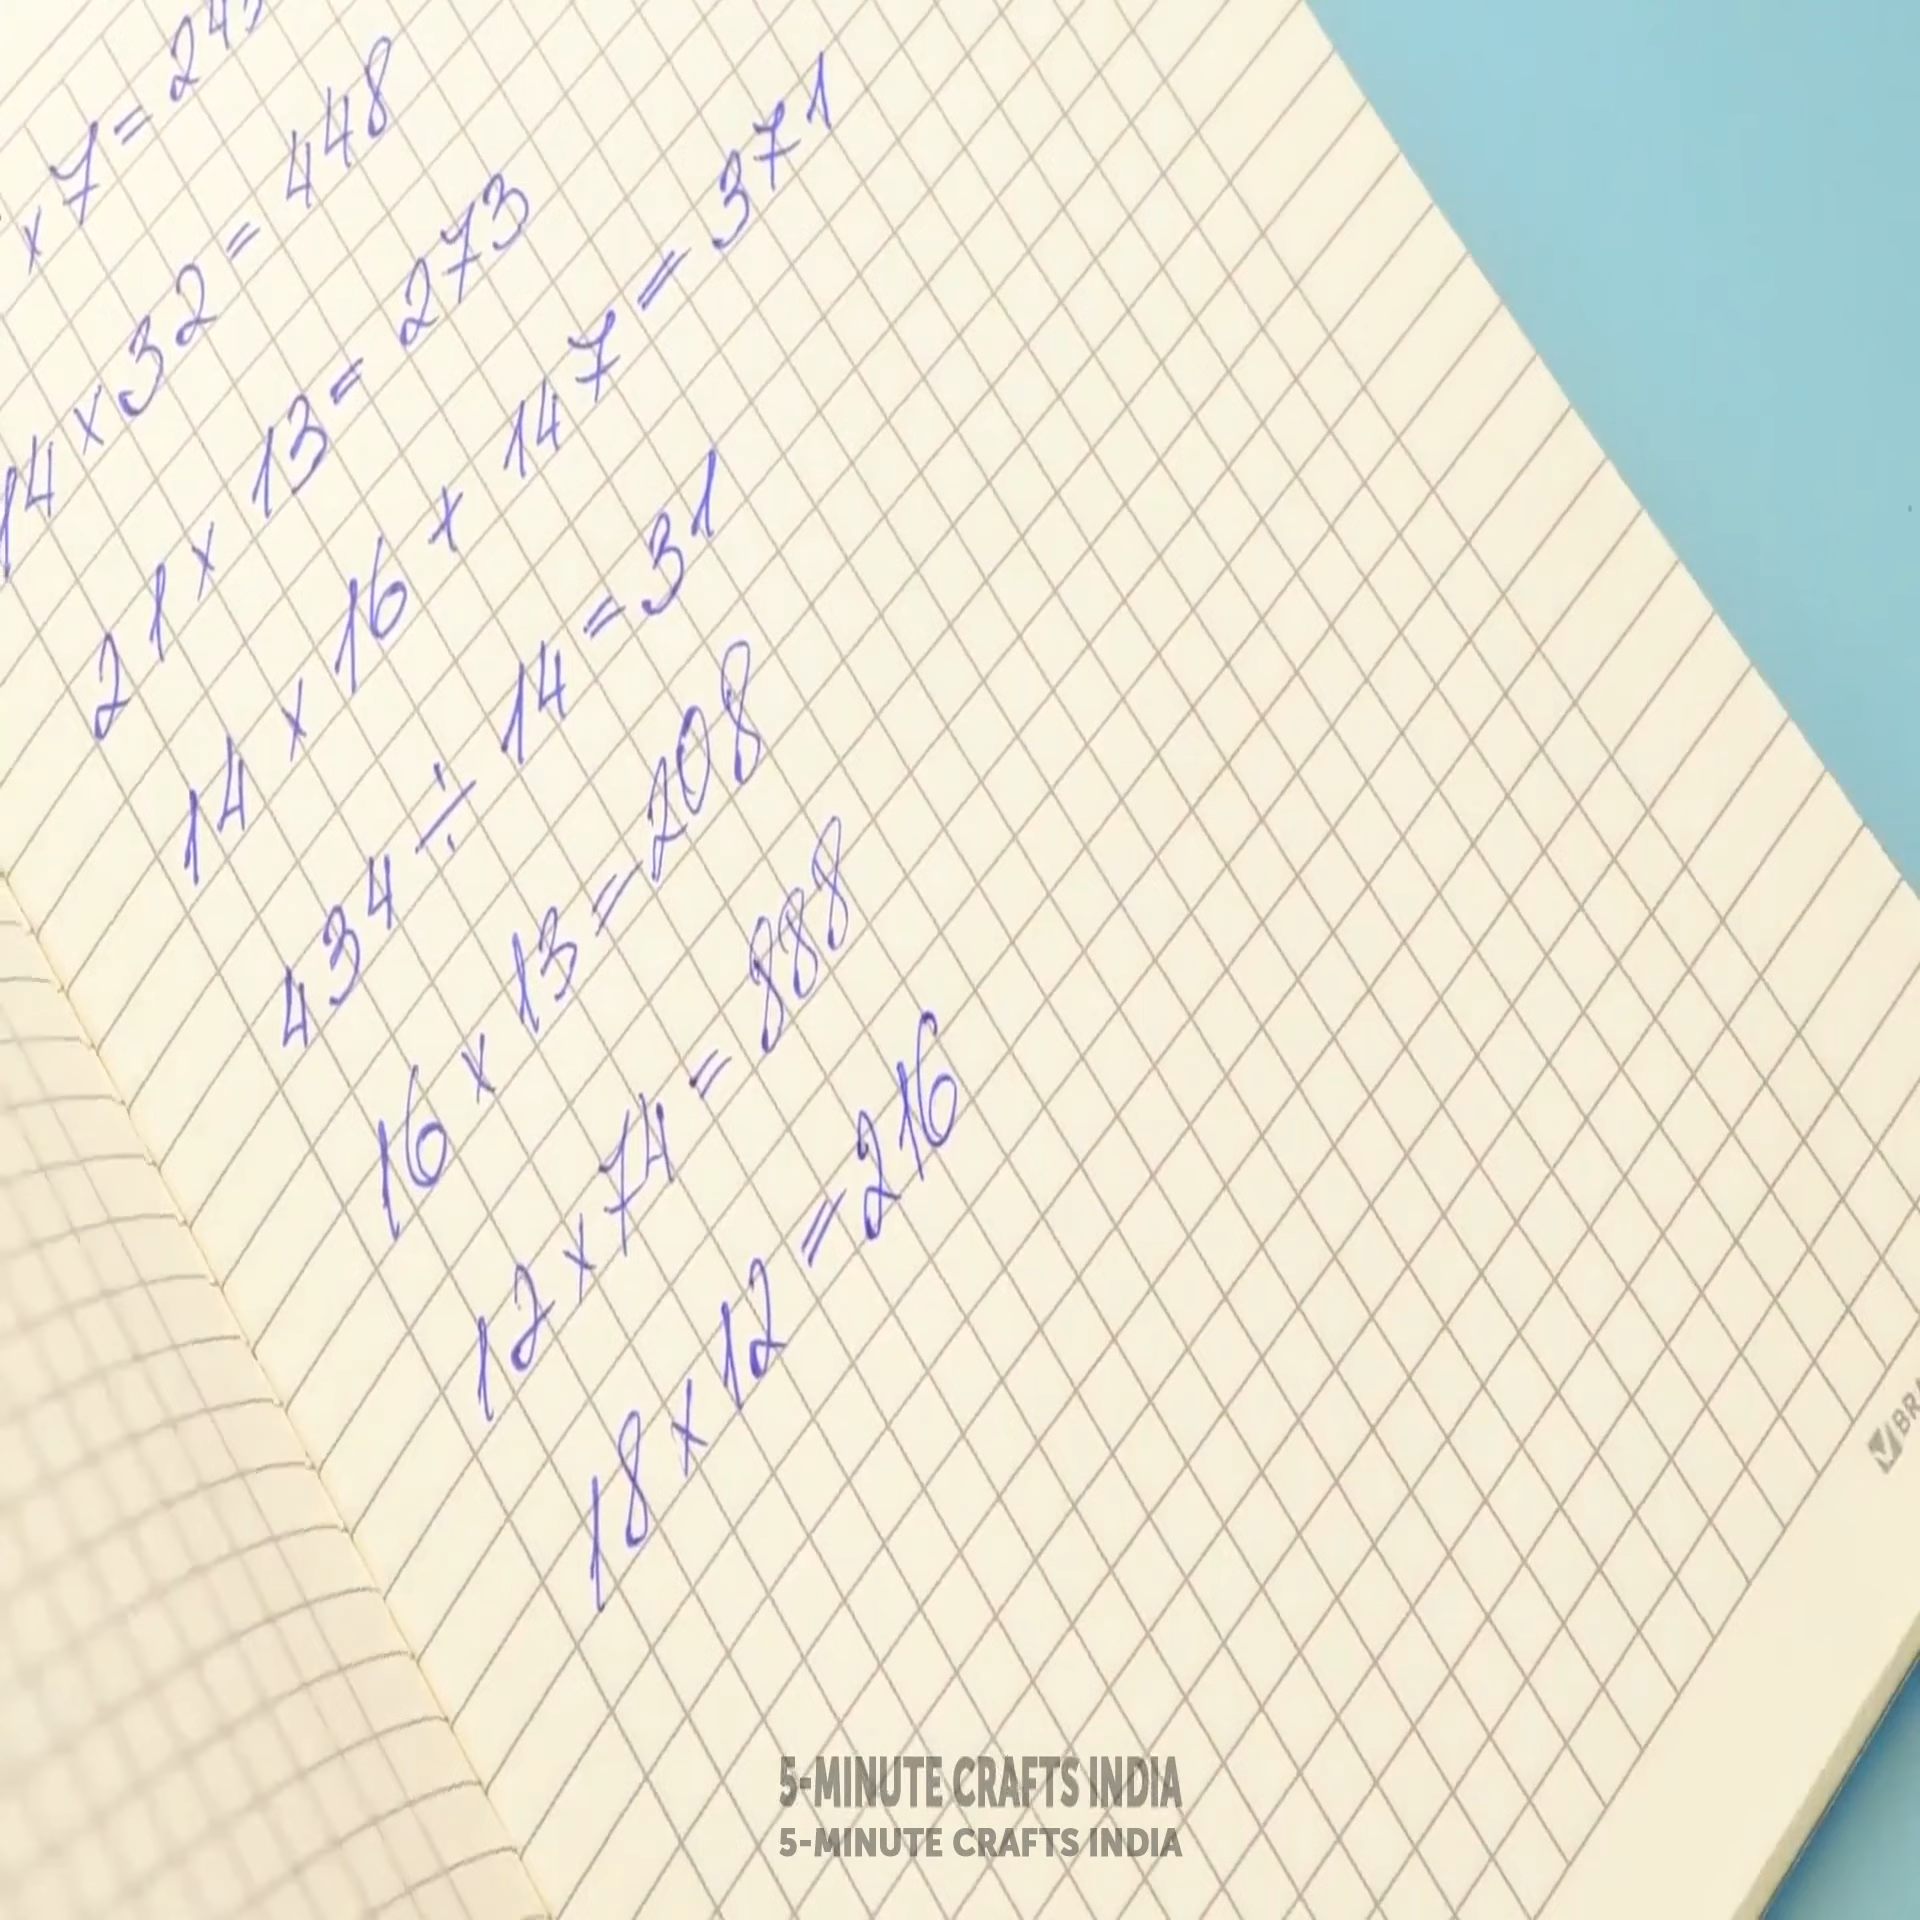 × 7 = 245
14 × 32 = 448
21 × 13 = 273
14 × 16 + 147 = 371
434 ÷ 14 = 31
16 × 13 = 208
12 × 74 = 888
18 × 12 = 216
5-MINUTE CRAFTS INDIA
5-MINUTE CRAFTS INDIA